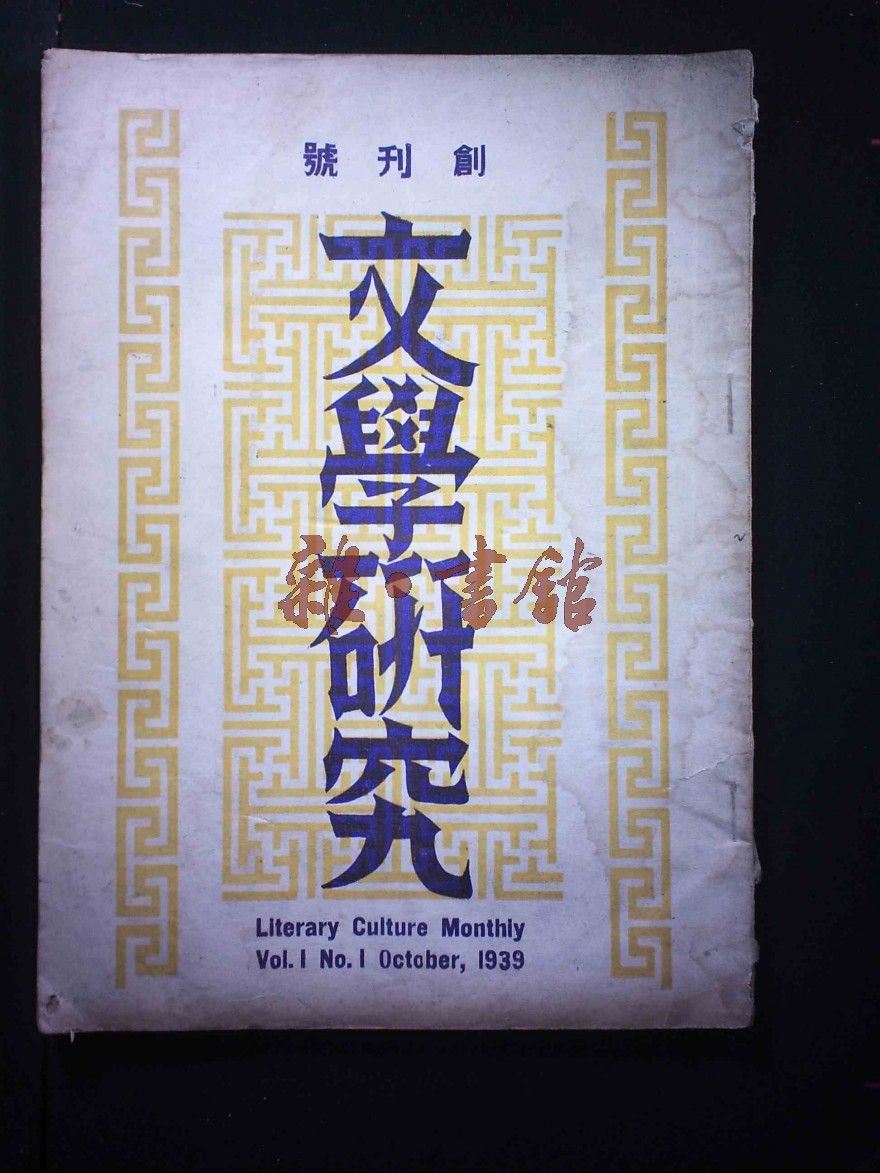 創刊號
文學研究
雜·書館
Literary Culture Monthly
Vol. 1 No. 1 October, 1939